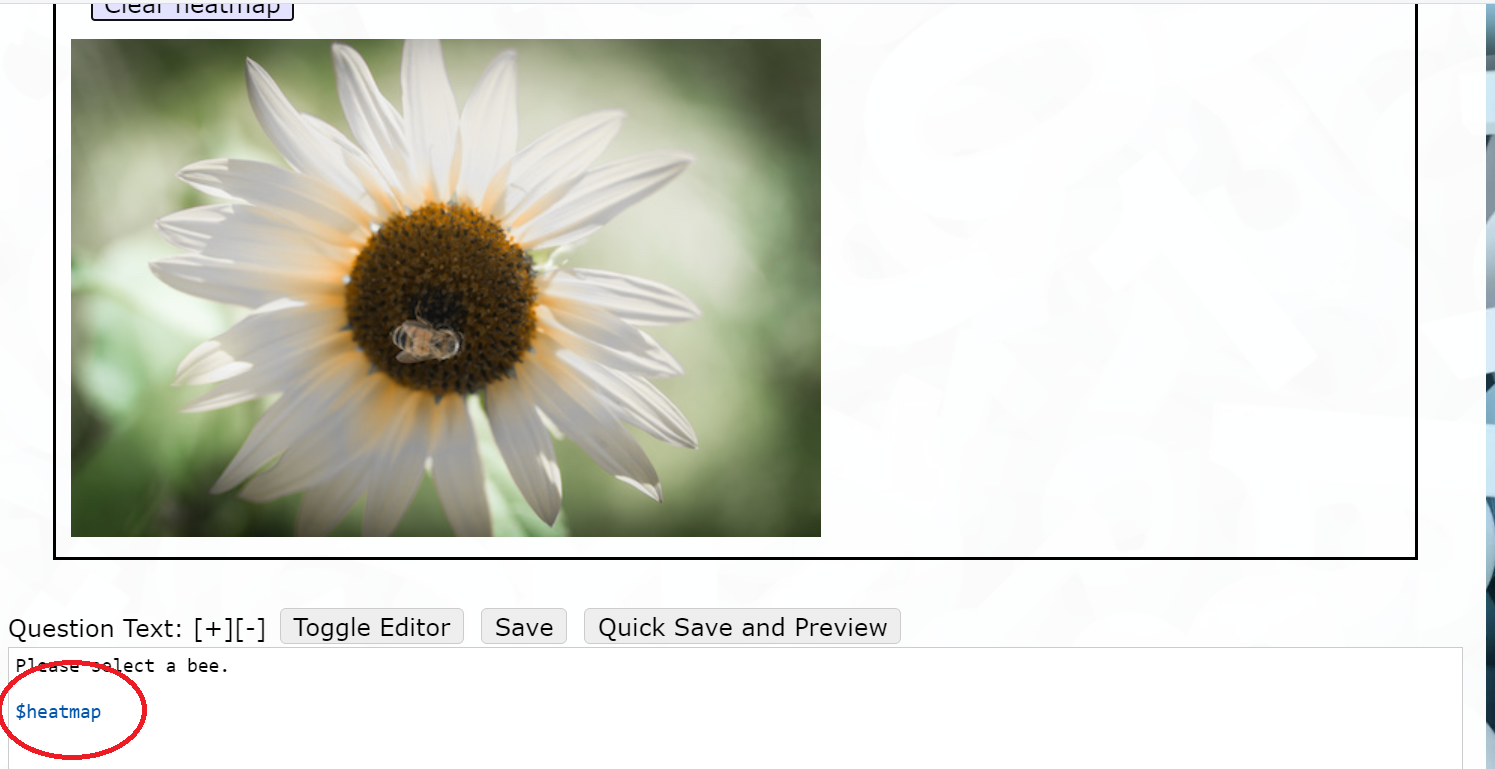 Clear heatmap
Question Text: [+][-] Toggle Editor Save Quick Save and Preview
Please select a bee.
$heatmap